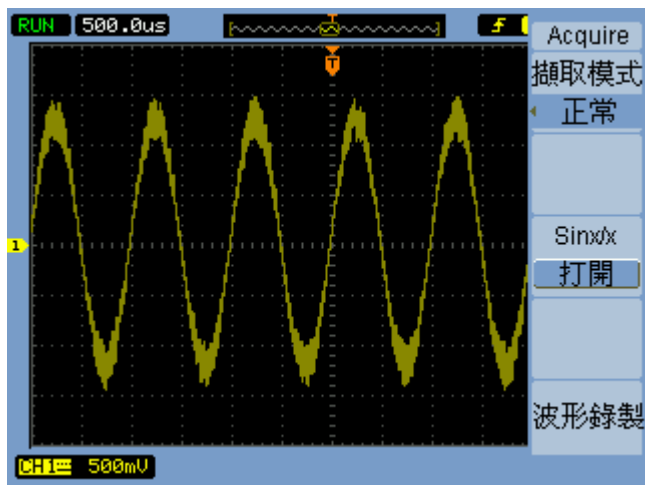 RUN 500.0us
T
Acquire
擷取模式
正常
1
Sinx/x
打開
波形錄製
CH1 500mV